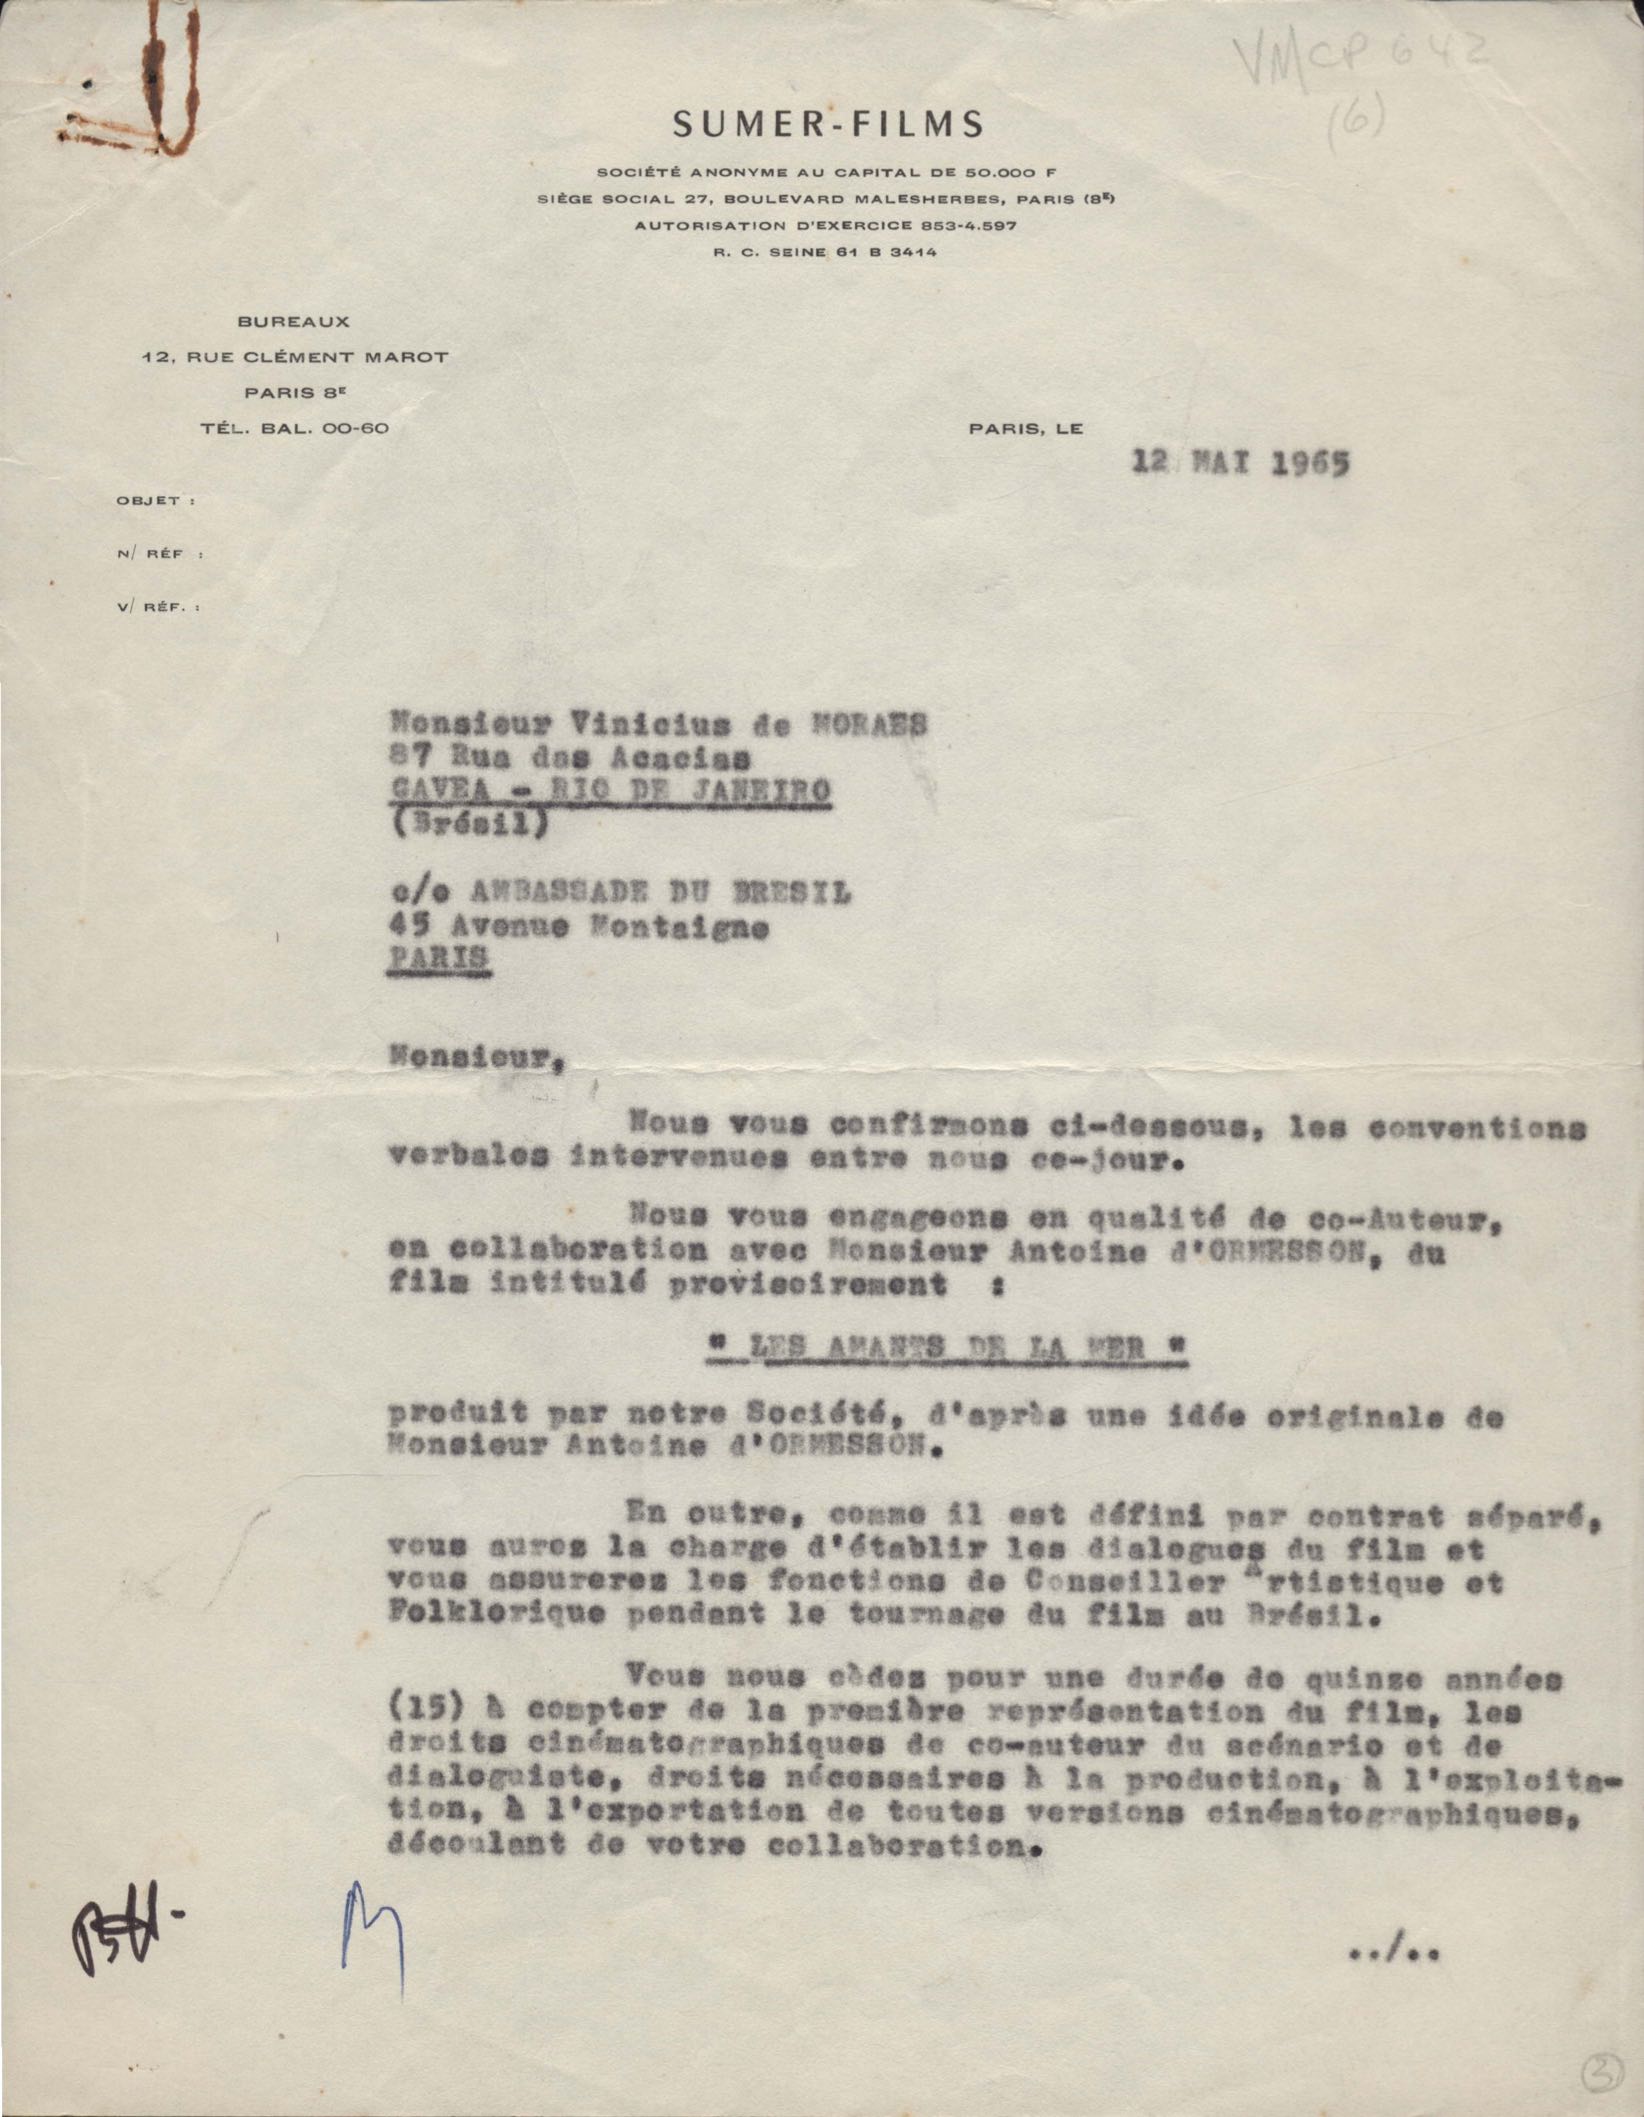 VMCP 642
(6)
SUMER-FILMS
SOCIÉTÉ ANONYME AU CAPITAL DE 50.000 F
SIÈGE SOCIAL 27, BOULEVARD MALESHERBES, PARIS (8E)
AUTORISATION D'EXERCICE 853-4.597
R. C. SEINE 61 B 3414
BUREAUX
12, RUE CLÉMENT MAROT
PARIS 8E
TÉL. BAL. 00-60
PARIS, LE
12 MAI 1965
OBJET :
N/ RÉF :
V/ RÉF. :
Monsieur Vinicius de MORAES
87 Rua das Acacias
GAVEA - RIO DE JANEIRO
(Brésil)
c/o AMBASSADE DU BRESIL
45 Avenue Montaigne
PARIS
Monsieur,
Nous vous confirmons ci-dessous, les conventions
verbales intervenues entre nous ce-jour.
Nous vous engageons en qualité de co-Auteur,
en collaboration avec Monsieur Antoine d'ORMESSON, du
film intitulé provisoirement :
" LES AMANTS DE LA MER "
produit par notre Société, d'après une idée originale de
Monsieur Antoine d'ORMESSON.
En outre, comme il est défini par contrat séparé,
vous aurez la charge d'établir les dialogues du film et
vous assurerez les fonctions de Conseiller Artistique et
Folklorique pendant le tournage du film au Brésil.
Vous nous cèdez pour une durée de quinze années
(15) à compter de la première représentation du film, les
droits cinématographiques de co-auteur du scénario et de
dialoguiste, droits nécessaires à la production, à l'exploita-
tion, à l'exportation de toutes versions cinématographiques,
découlant de votre collaboration.
../..
3